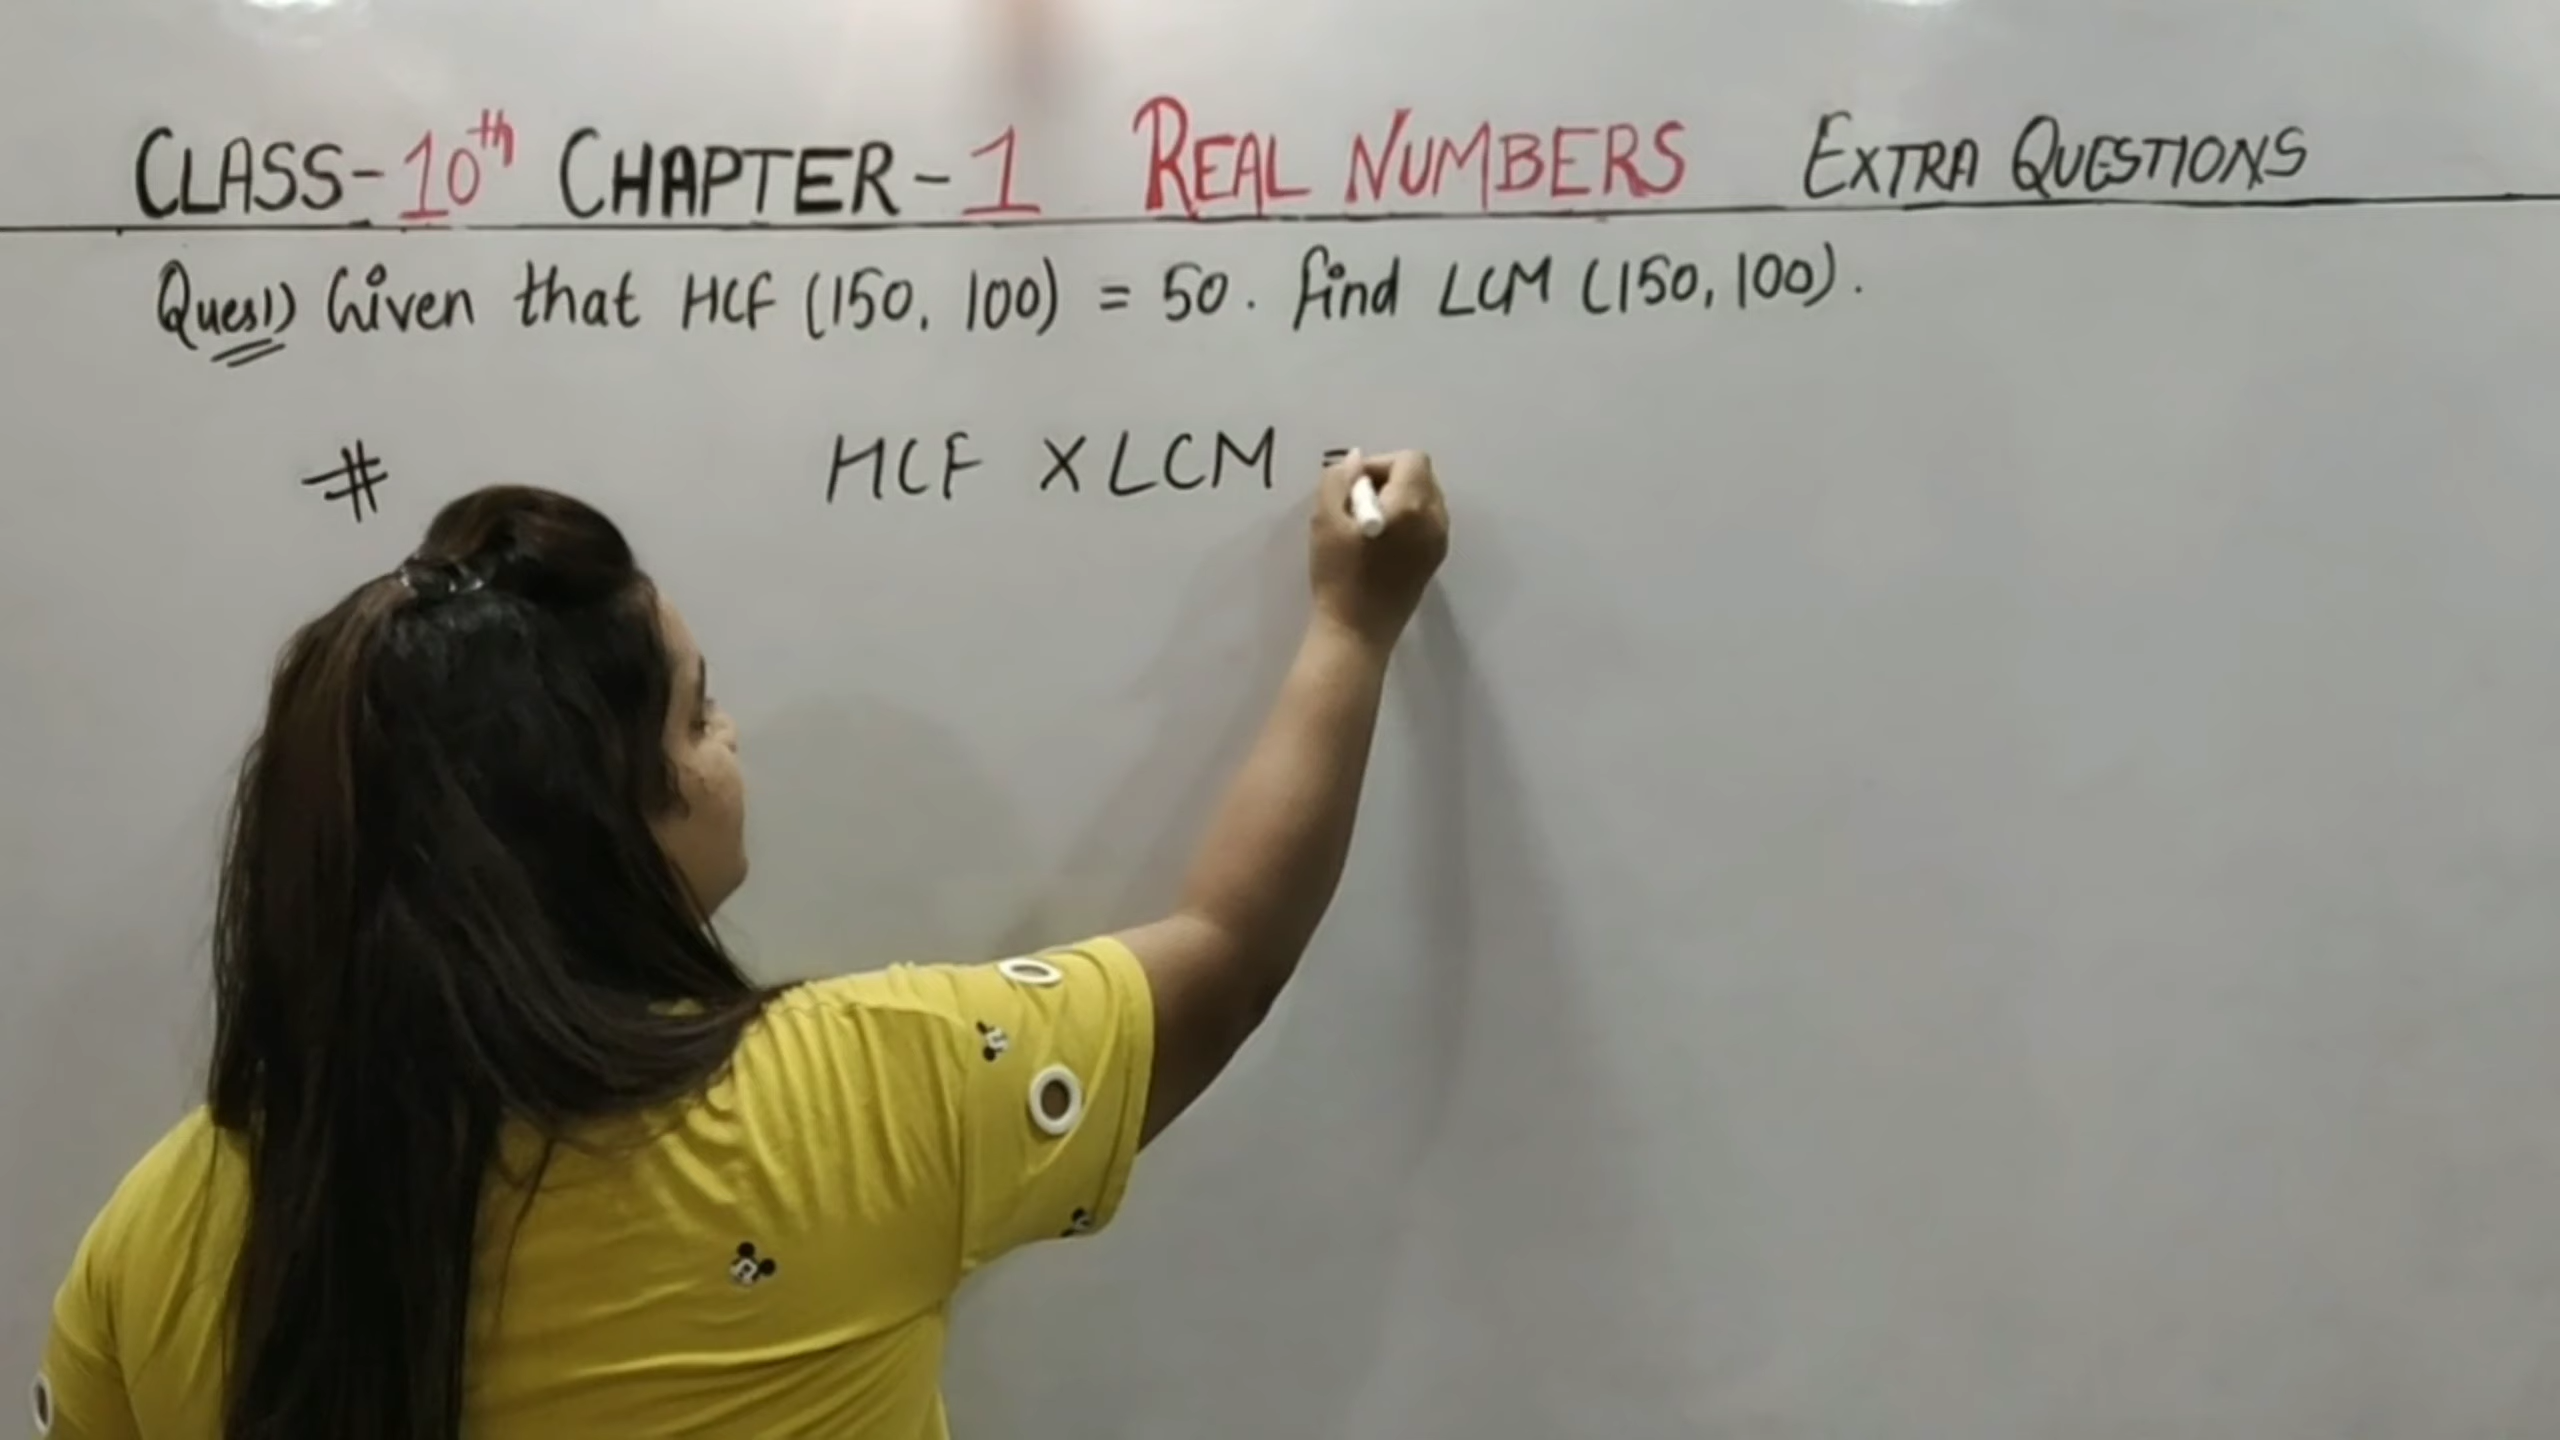 CLASS-10th CHAPTER-1 REAL NUMBERS EXTRA QUESTIONS
Ques1) Given that HCF (150, 100) = 50. find LCM (150, 100).
# HCF X LCM =